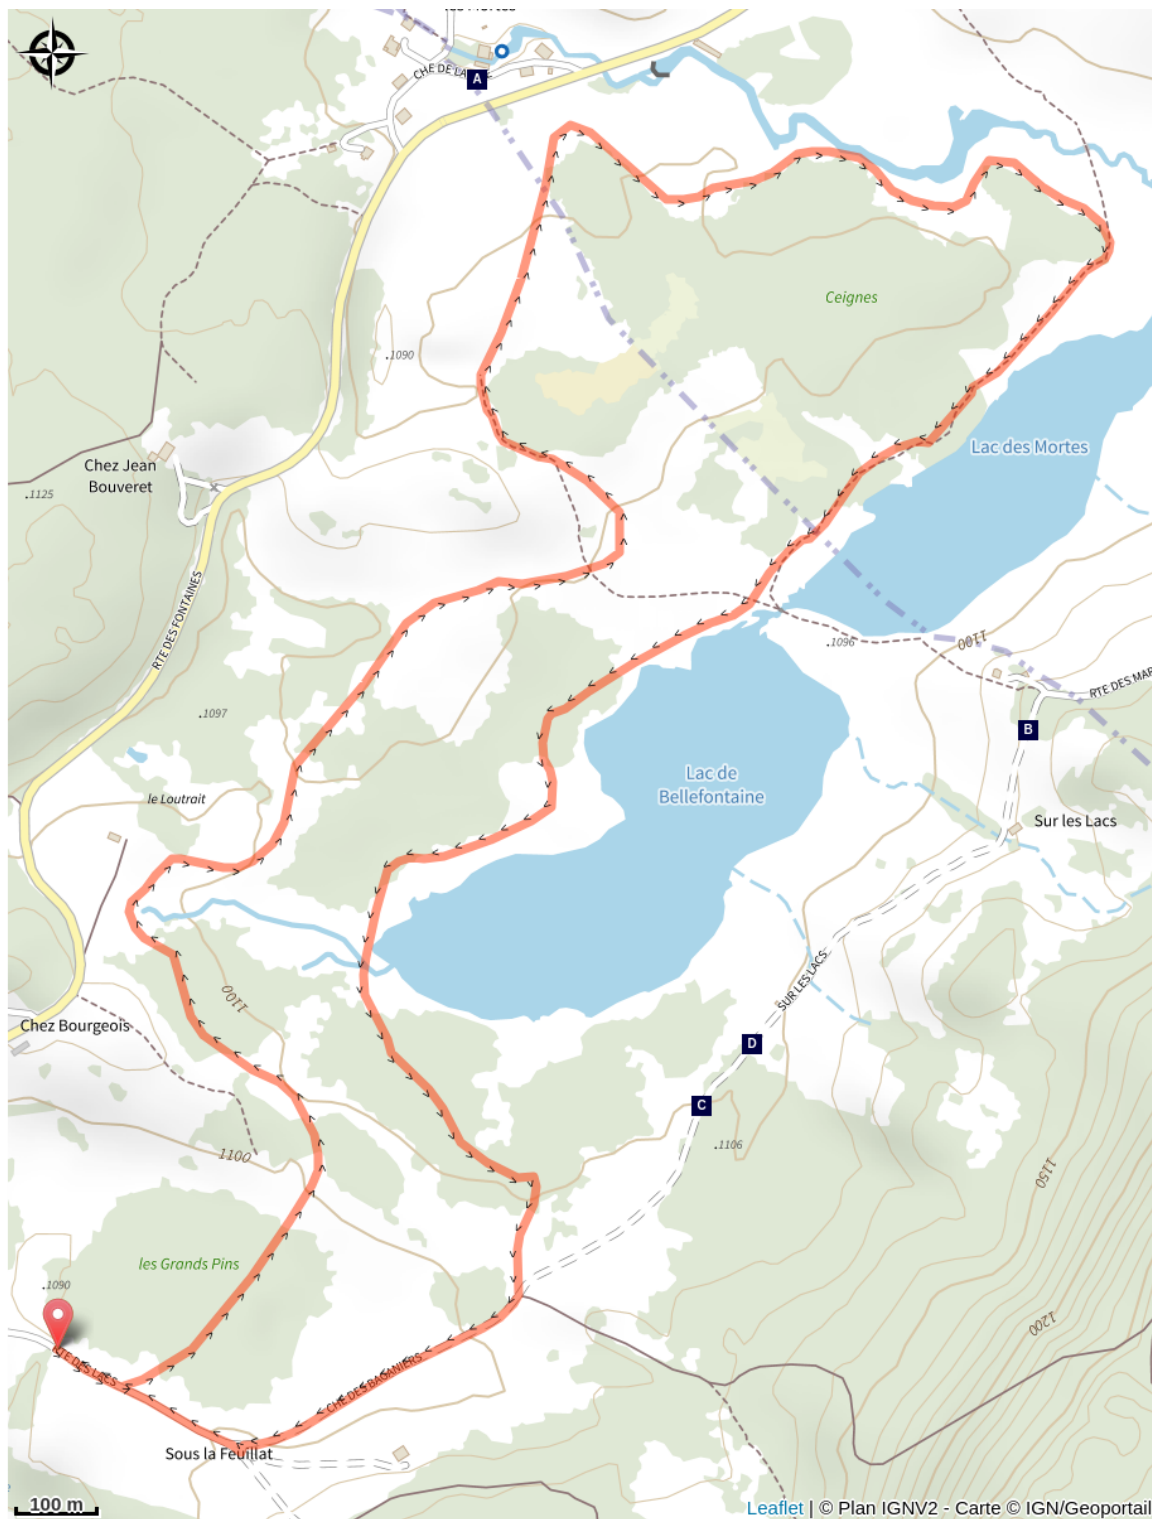 CHE DE LA
A
Ceignes
.1090
Lac des Mortes
Chez Jean
Bouveret
.1125
RTE DES FONTAINES
.1096
1100
RTE DES MAR
B
.1097
Lac de
Bellefontaine
le Loutrait
Sur les Lacs
SUR LES LACS
1100
Chez Bourgeois
D
C
.1106
1100
1150
les Grands Pins
.1090
1200
RTE DES LACS
CHE DES BAGANIERS
Sous la Feuillat
100 m
Leaflet | © Plan IGNV2 - Carte © IGN/Geoportail